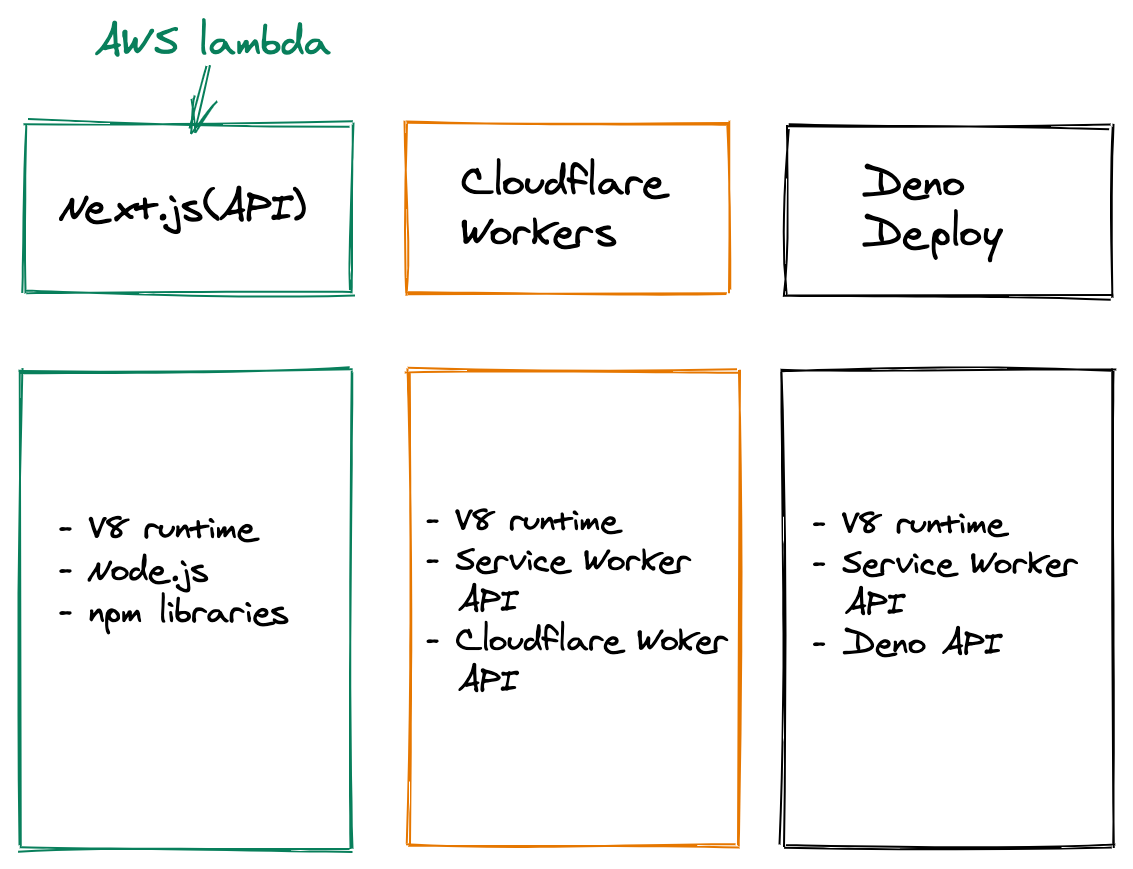 AWS lambda
Next.js(API)
Cloudflare
Workers
Deno
Deploy
- V8 runtime
- Node.js
- npm libraries
- V8 runtime
- Service Worker
API
- Cloudflare Woker
API
- V8 runtime
- Service Worker
API
- Deno API